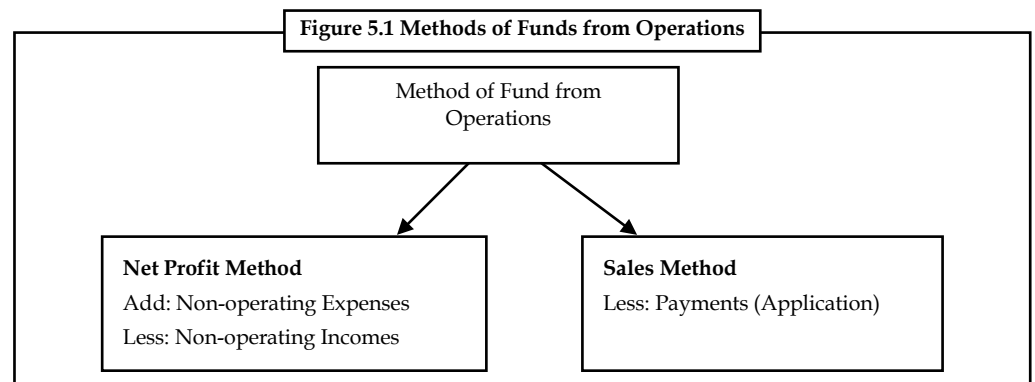 Figure 5.1 Methods of Funds from Operations
Method of Fund from
Operations
Net Profit Method
Add: Non-operating Expenses
Less: Non-operating Incomes
Sales Method
Less: Payments (Application)